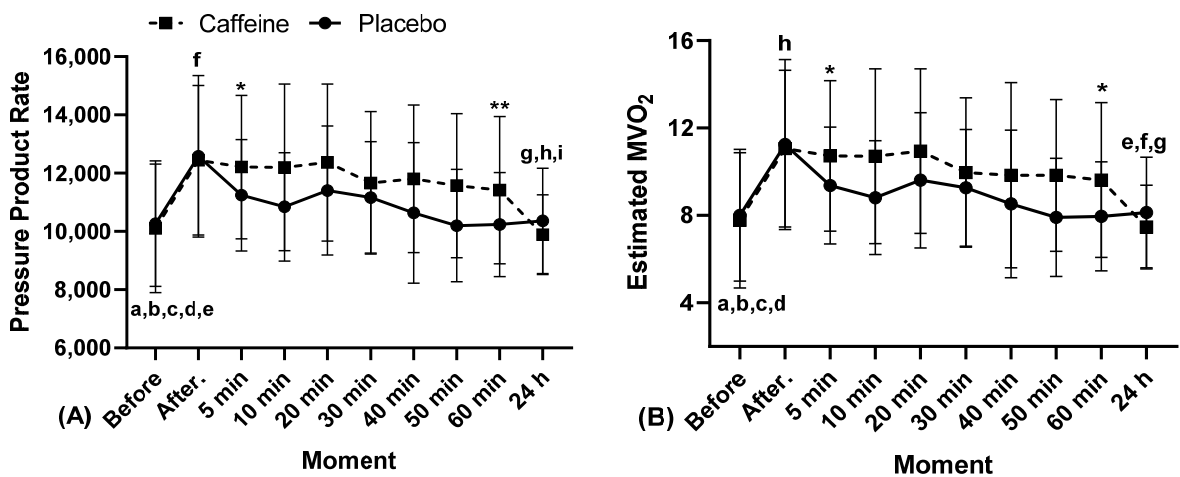 Caffeine Placebo
Pressure Product Rate
16,000
14,000
12,000
10,000
8,000
6,000
f
*
**
g,h,i
a,b,c,d,e
Before
After.
5 min
10 min
20 min
30 min
40 min
50 min
60 min
24 h
(A)
Moment
Estimated MVO2
16
12
8
4
h
*
*
e,f,g
a,b,c,d
Before
After.
5 min
10 min
20 min
30 min
40 min
50 min
60 min
24 h
(B)
Moment